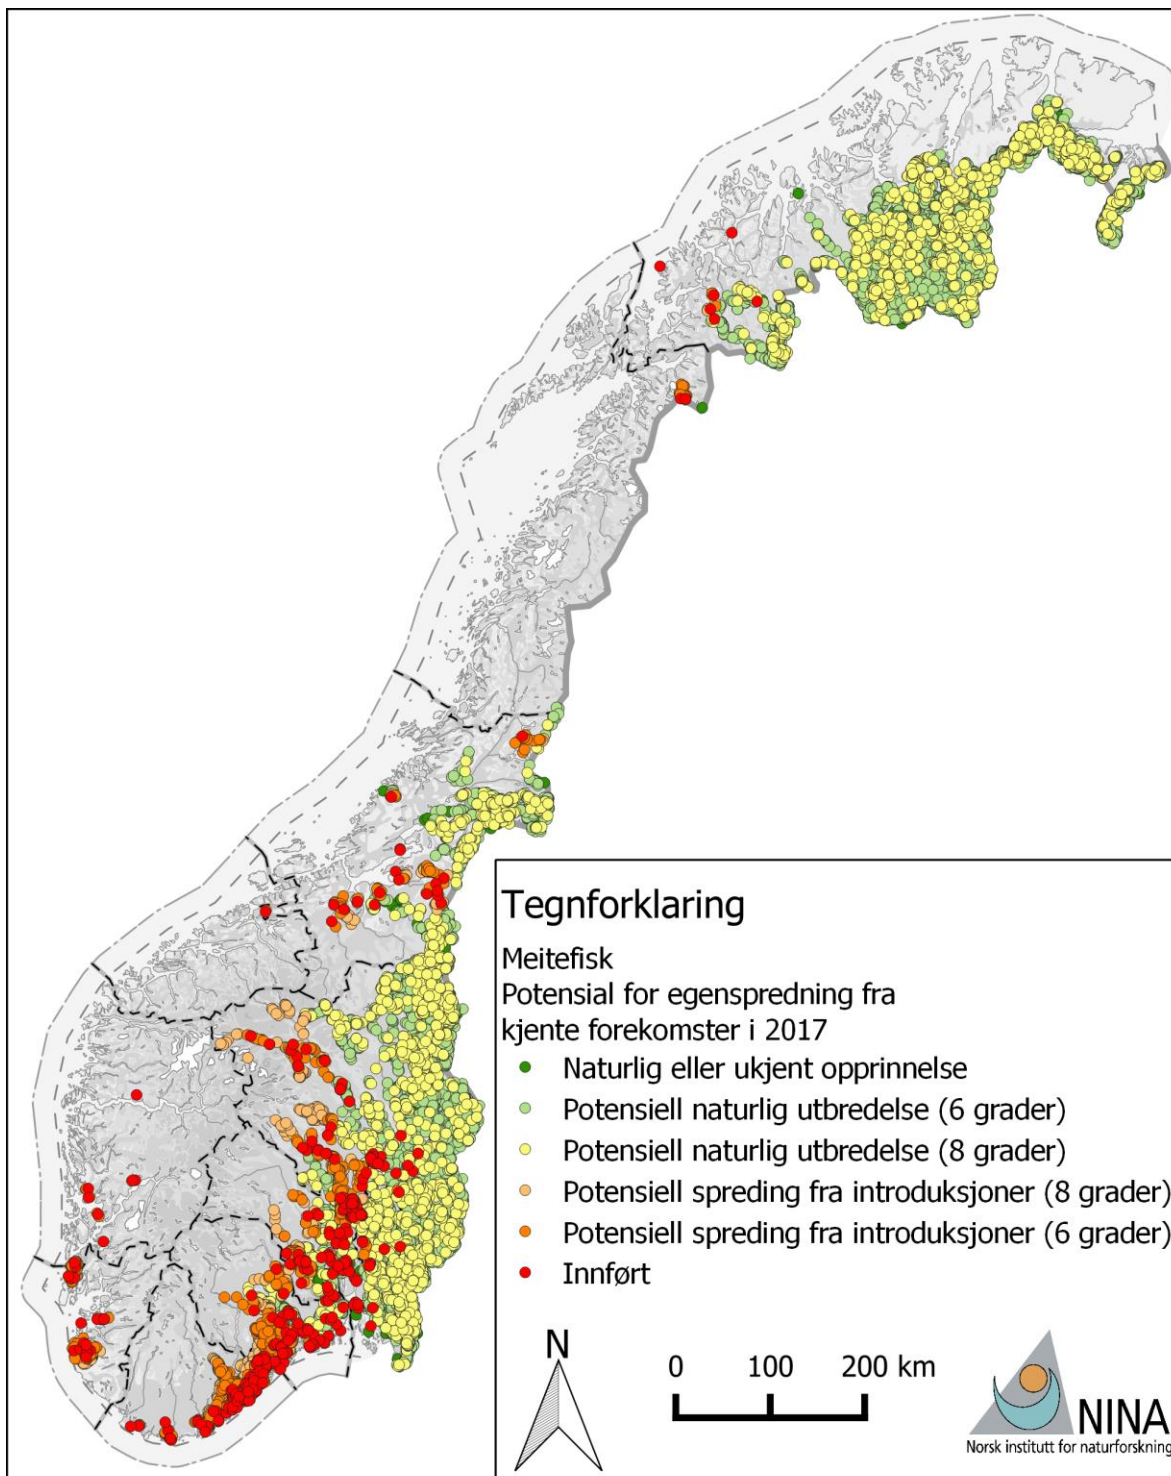 Tegnforklaring
Meitefisk
Potensial for egenspredning fra
kjente forekomster i 2017
Naturlig eller ukjent opprinnelse
Potensiell naturlig utbredelse (6 grader)
Potensiell naturlig utbredelse (8 grader)
Potensiell spreding fra introduksjoner (8 grader)
Potensiell spreding fra introduksjoner (6 grader)
Innført
N
0 100 200 km
NINA
Norsk institutt for naturforskning